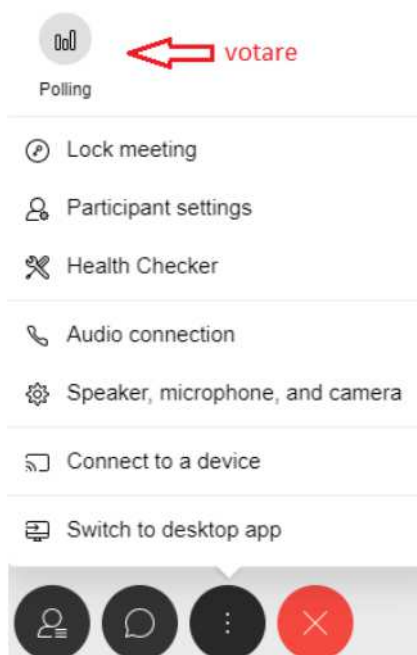 votare
Polling
Lock meeting
Participant settings
Health Checker
Audio connection
Speaker, microphone, and camera
Connect to a device
Switch to desktop app